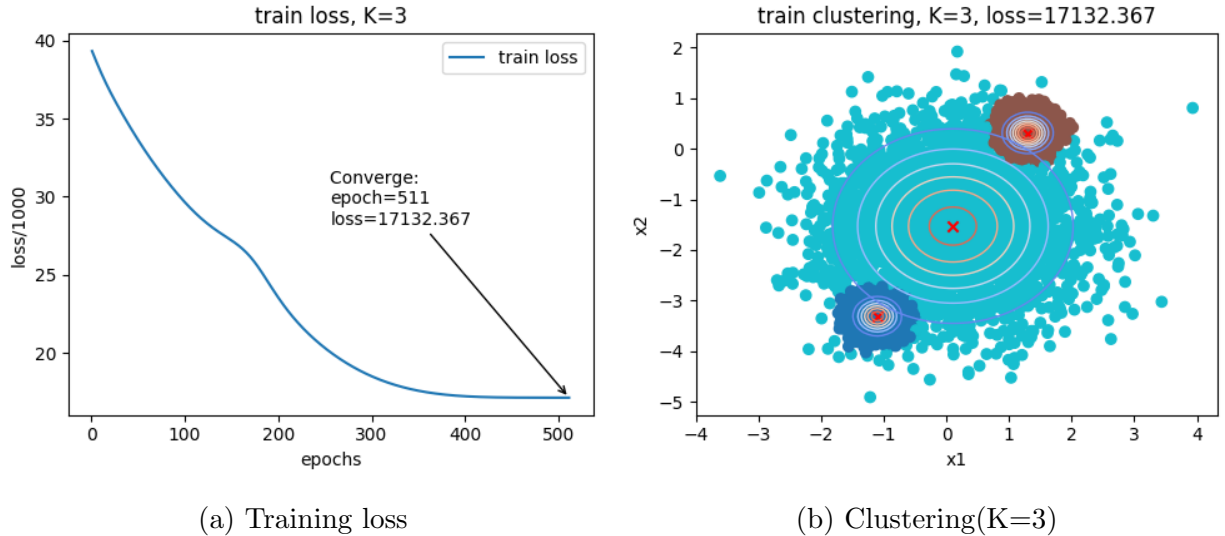 train loss, K=3
40
35
30
25
20
loss/1000
train loss
Converge:
epoch=511
loss=17132.367
0
100
200
300
400
500
epochs
(a) Training loss
train clustering, K=3, loss=17132.367
2
1
0
−1
−2
−3
−4
−5
x2
−4
−3
−2
−1
0
1
2
3
4
x1
(b) Clustering(K=3)